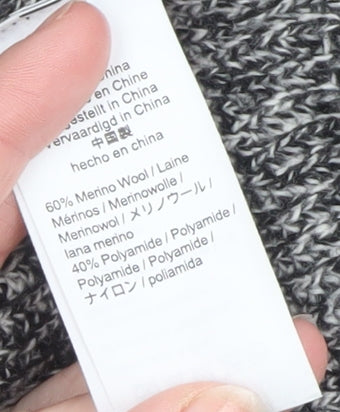 China
en Chine
gestellt in China
vervaardigd in China
中国製
hecho en china
60% Merino Wool / Laine
Mérinos / Merinowolle /
Merinowol / メリノウール /
lana merino
40% Polyamide / Polyamide /
Polyamide / Polyamide /
ナイロン / poliamida